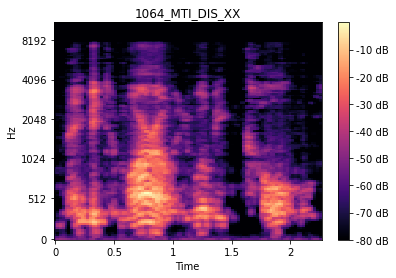 1064_MTI_DIS_XX
8192
4096
2048
1024
512
0
Hz
0
0.5
1
1.5
2
Time
-10 dB
-20 dB
-30 dB
-40 dB
-50 dB
-60 dB
-70 dB
-80 dB